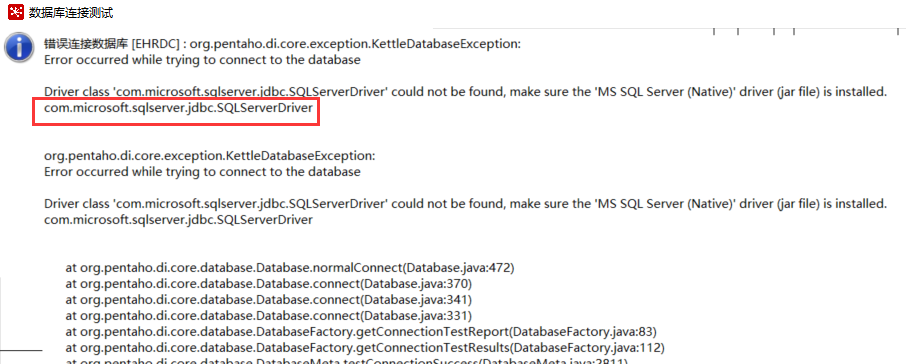 数据库连接测试
错误连接数据库 [EHRDC] : org.pentaho.di.core.exception.KettleDatabaseException:
Error occurred while trying to connect to the database
Driver class 'com.microsoft.sqlserver.jdbc.SQLServerDriver' could not be found, make sure the 'MS SQL Server (Native)' driver (jar file) is installed.
com.microsoft.sqlserver.jdbc.SQLServerDriver
org.pentaho.di.core.exception.KettleDatabaseException:
Error occurred while trying to connect to the database
Driver class 'com.microsoft.sqlserver.jdbc.SQLServerDriver' could not be found, make sure the 'MS SQL Server (Native)' driver (jar file) is installed.
com.microsoft.sqlserver.jdbc.SQLServerDriver
at org.pentaho.di.core.database.Database.normalConnect(Database.java:472)
at org.pentaho.di.core.database.Database.connect(Database.java:370)
at org.pentaho.di.core.database.Database.connect(Database.java:341)
at org.pentaho.di.core.database.Database.connect(Database.java:331)
at org.pentaho.di.core.database.DatabaseFactory.getConnectionTestReport(DatabaseFactory.java:83)
at org.pentaho.di.core.database.DatabaseFactory.getConnectionTestResults(DatabaseFactory.java:112)
at org.pentaho.di.core.database.DatabaseMeta.testConnectionSuccess(DatabaseMeta.java:2811)